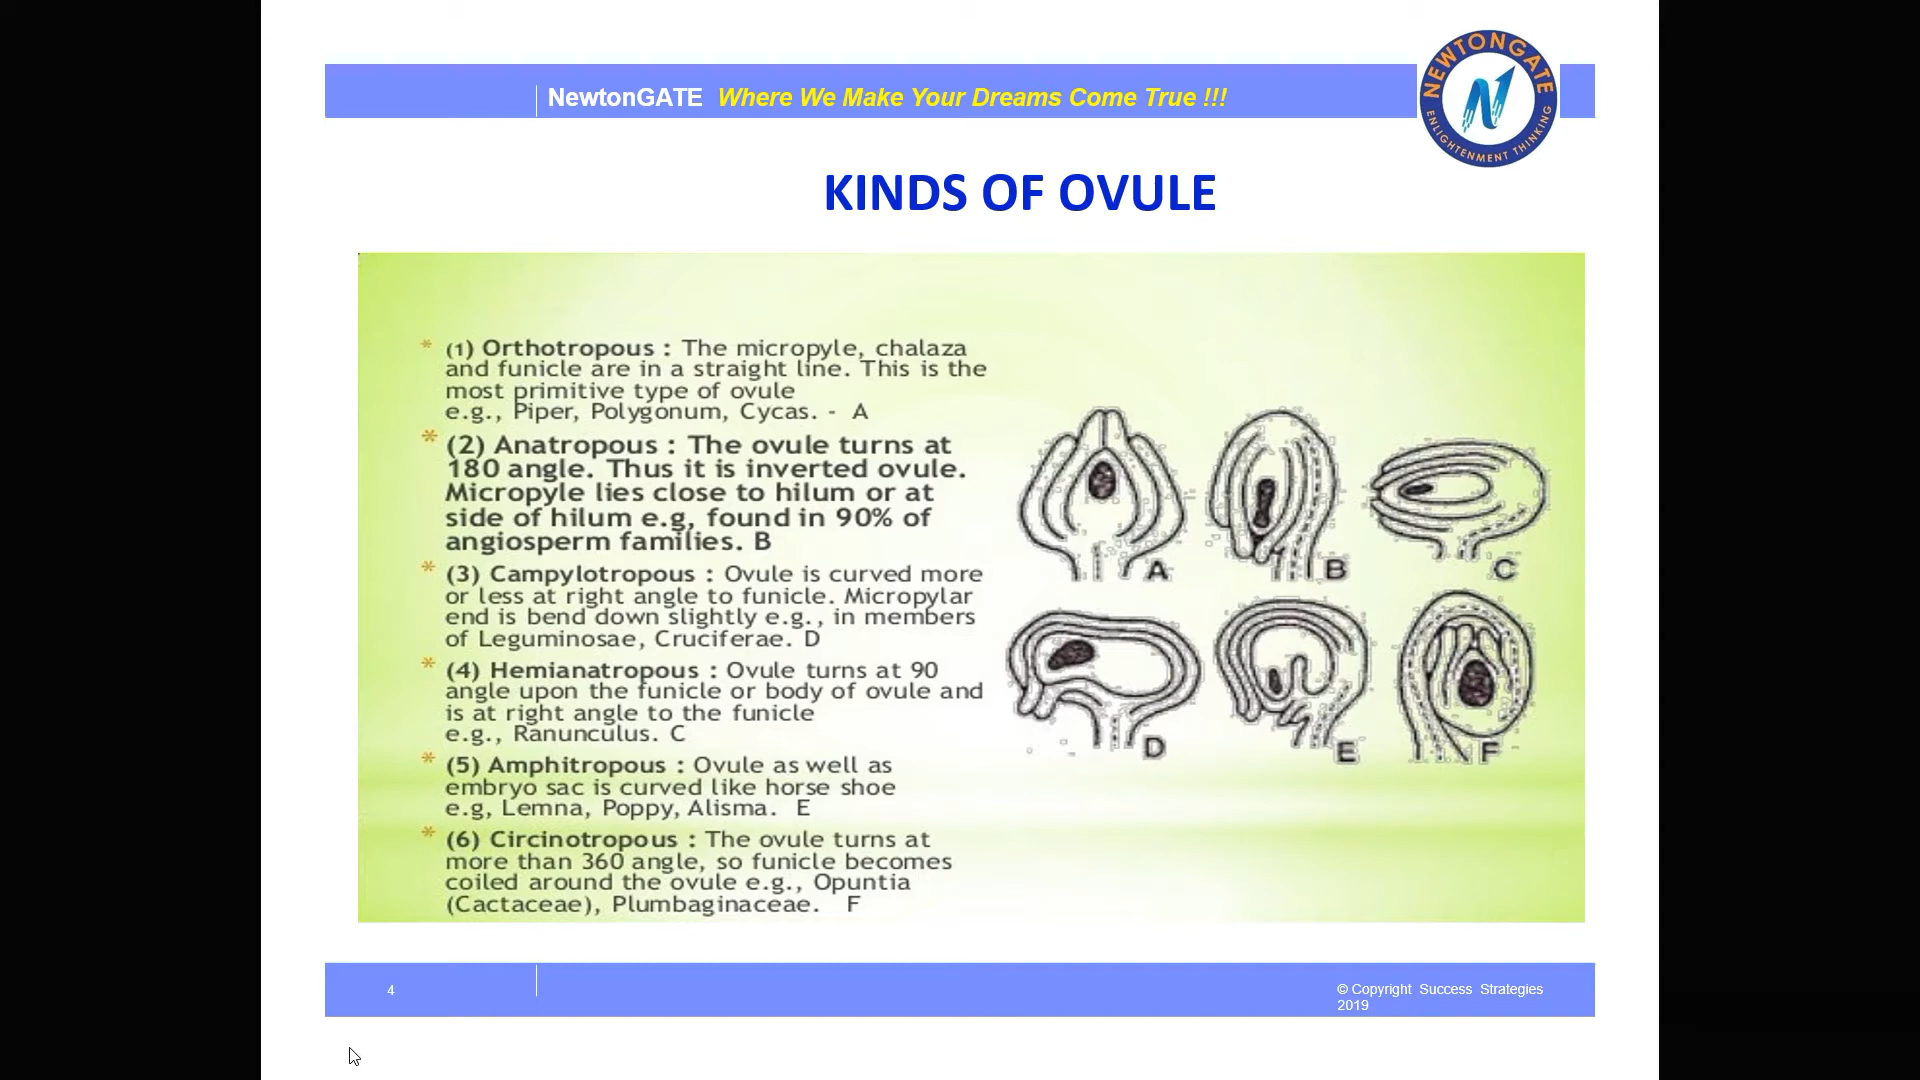 NewtonGATE Where We Make Your Dreams Come True !!!
NEWTONGATE
ENLIGHTENMENT THINKING
KINDS OF OVULE
* (1) Orthotropous : The micropyle, chalaza
and funicle are in a straight line. This is the
most primitive type of ovule
e.g., Piper, Polygonum, Cycas. - A
* (2) Anatropous : The ovule turns at
180 angle. Thus it is inverted ovule.
Micropyle lies close to hilum or at
side of hilum e.g, found in 90% of
angiosperm families. B
* (3) Campylotropous : Ovule is curved more
or less at right angle to funicle. Micropylar
end is bend down slightly e.g., in members
of Leguminosae, Cruciferae. D
* (4) Hemianatropous : Ovule turns at 90
angle upon the funicle or body of ovule and
is at right angle to the funicle
e.g., Ranunculus. C
* (5) Amphitropous : Ovule as well as
embryo sac is curved like horse shoe
e.g, Lemna, Poppy, Alisma. E
* (6) Circinotropous : The ovule turns at
more than 360 angle, so funicle becomes
coiled around the ovule e.g., Opuntia
(Cactaceae), Plumbaginaceae. F
A B C
D E F
4
© Copyright Success Strategies
2019